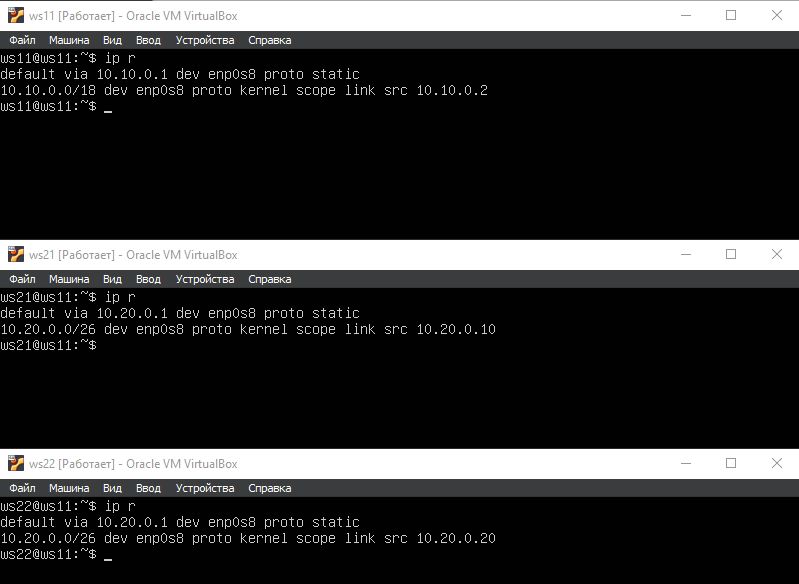 ws11 [Работает] - Oracle VM VirtualBox
Файл Машина Вид Ввод Устройства Справка
ws11@ws11:~$ ip r
default via 10.10.0.1 dev enp0s8 proto static
10.10.0.0/18 dev enp0s8 proto kernel scope link src 10.10.0.2
ws11@ws11:~$ _
ws21 [Работает] - Oracle VM VirtualBox
Файл Машина Вид Ввод Устройства Справка
ws21@ws11:~$ ip r
default via 10.20.0.1 dev enp0s8 proto static
10.20.0.0/26 dev enp0s8 proto kernel scope link src 10.20.0.10
ws21@ws11:~$
ws22 [Работает] - Oracle VM VirtualBox
Файл Машина Вид Ввод Устройства Справка
ws22@ws11:~$ ip r
default via 10.20.0.1 dev enp0s8 proto static
10.20.0.0/26 dev enp0s8 proto kernel scope link src 10.20.0.20
ws22@ws11:~$ _